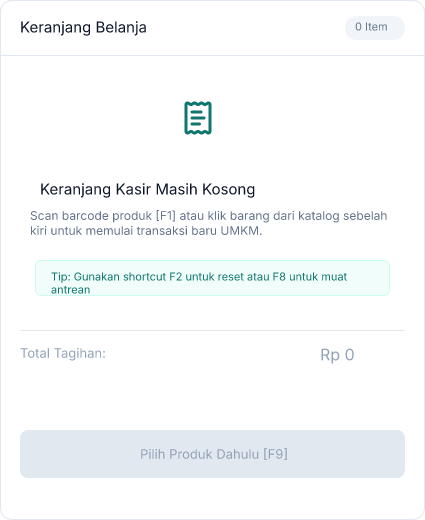 Keranjang Belanja
0 Item
Keranjang Kasir Masih Kosong
Scan barcode produk [F1] atau klik barang dari katalog sebelah
kiri untuk memulai transaksi baru UMKM.
Tip: Gunakan shortcut F2 untuk reset atau F8 untuk muat
antrean
Total Tagihan:
Rp 0
Pilih Produk Dahulu [F9]